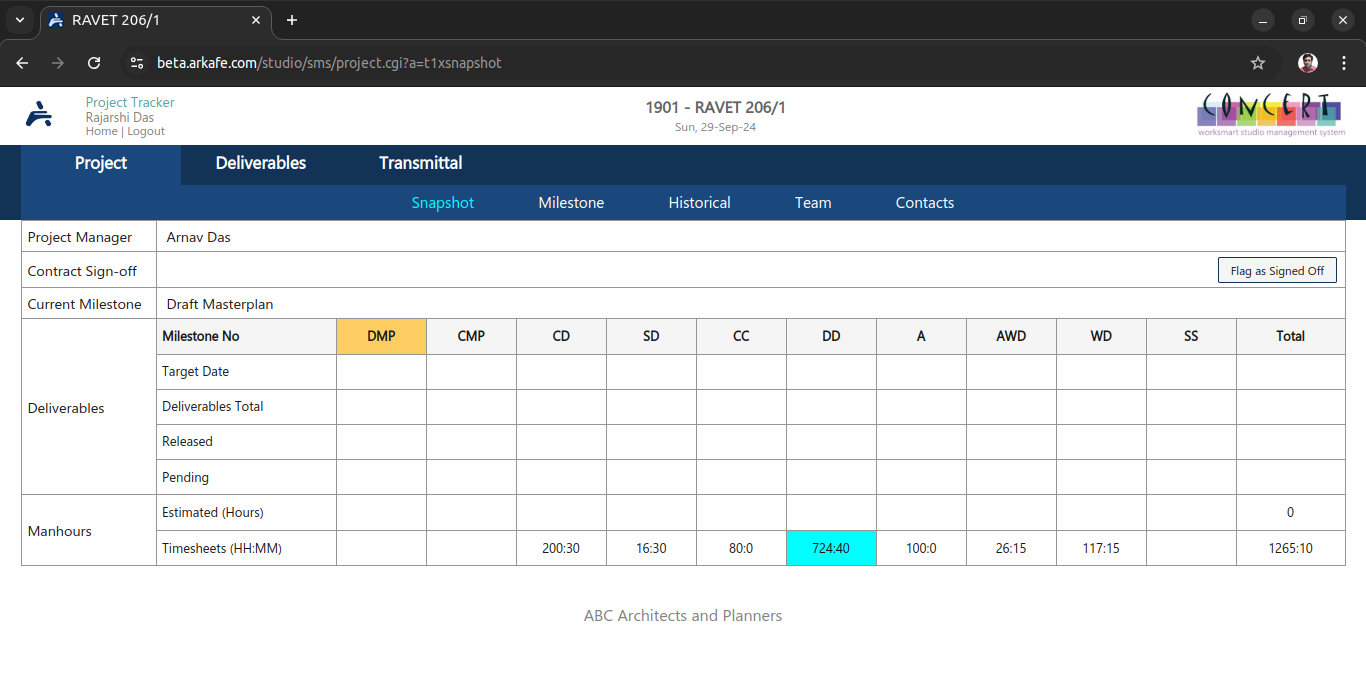 RAVET 206/1
beta.arkafe.com/studio/sms/project.cgi?a=t1xsnapshot
Project Tracker
Rajarshi Das
Home | Logout
1901 - RAVET 206/1
Sun, 29-Sep-24
CONCERT
worksmart studio management system
Project Deliverables Transmittal
Snapshot Milestone Historical Team Contacts
Project Manager Arnav Das
Contract Sign-off Flag as Signed Off
Current Milestone Draft Masterplan
Deliverables
Milestone No DMP CMP CD SD CC DD A AWD WD SS Total
Target Date
Deliverables Total
Released
Pending
Manhours
Estimated (Hours) 0
Timesheets (HH:MM) 200:30 16:30 80:0 724:40 100:0 26:15 117:15 1265:10
ABC Architects and Planners